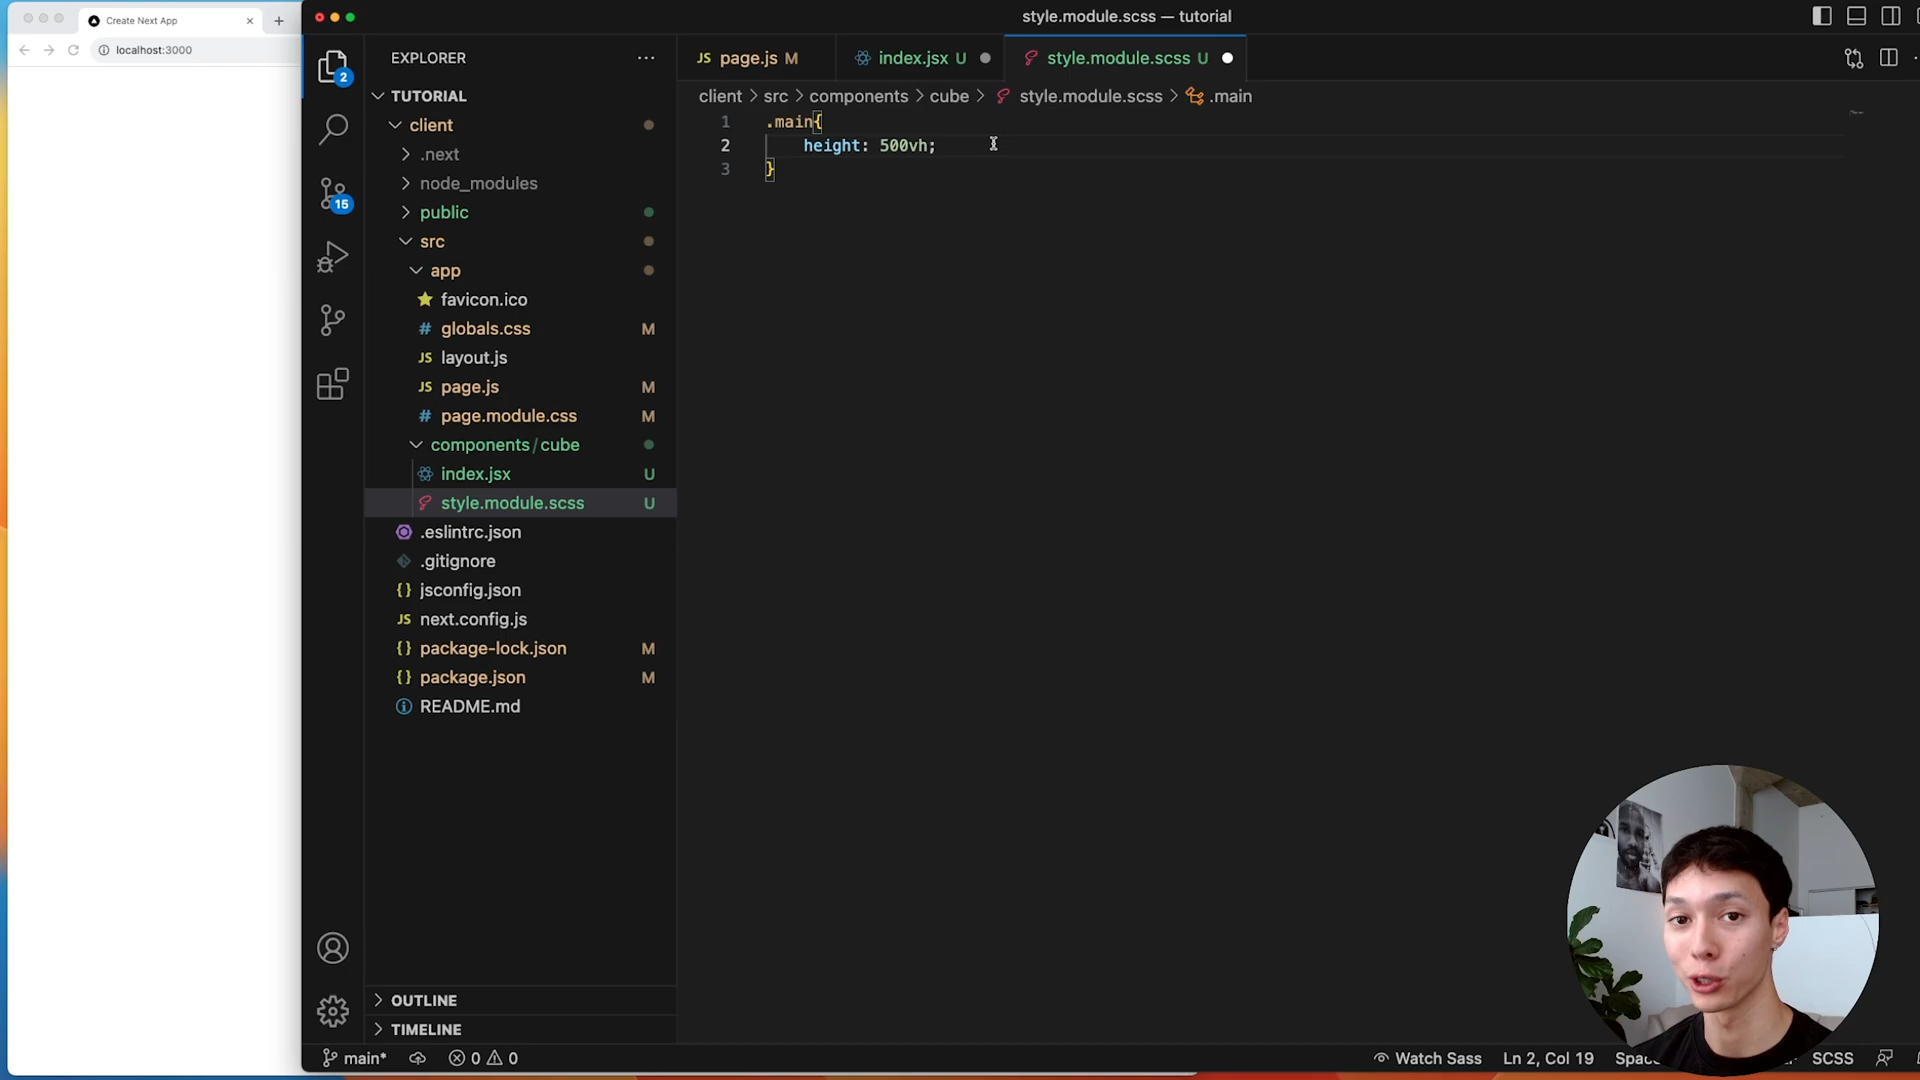 Create Next App
localhost:3000
style.module.scss — tutorial
2
15
EXPLORER
TUTORIAL
client
.next
node_modules
public
src
app
favicon.ico
# globals.css M
JS layout.js
JS page.js M
# page.module.css M
components/cube
index.jsx U
style.module.scss U
.eslintrc.json
.gitignore
{} jsconfig.json
JS next.config.js
{} package-lock.json M
{} package.json M
README.md
OUTLINE
TIMELINE
JS page.js M
index.jsx U
style.module.scss U
client > src > components > cube > style.module.scss > .main
1 .main{
2 height: 500vh;
3 }
main* 0 0
Watch Sass Ln 2, Col 19 SCSS